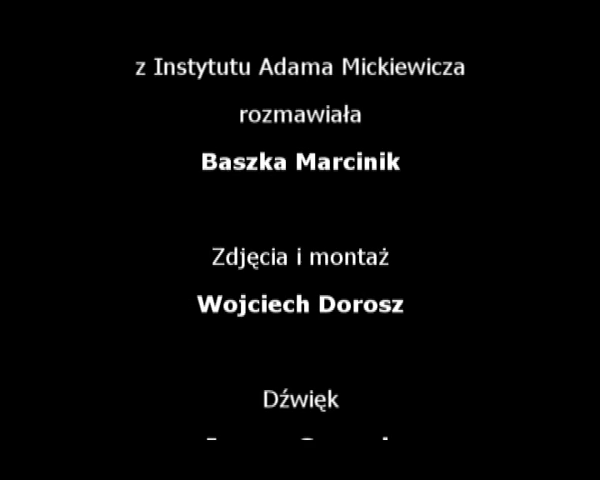 z Instytutu Adama Mickiewicza
rozmawiała
Baszka Marcinik
Zdjęcia i montaż
Wojciech Dorosz
Dźwięk